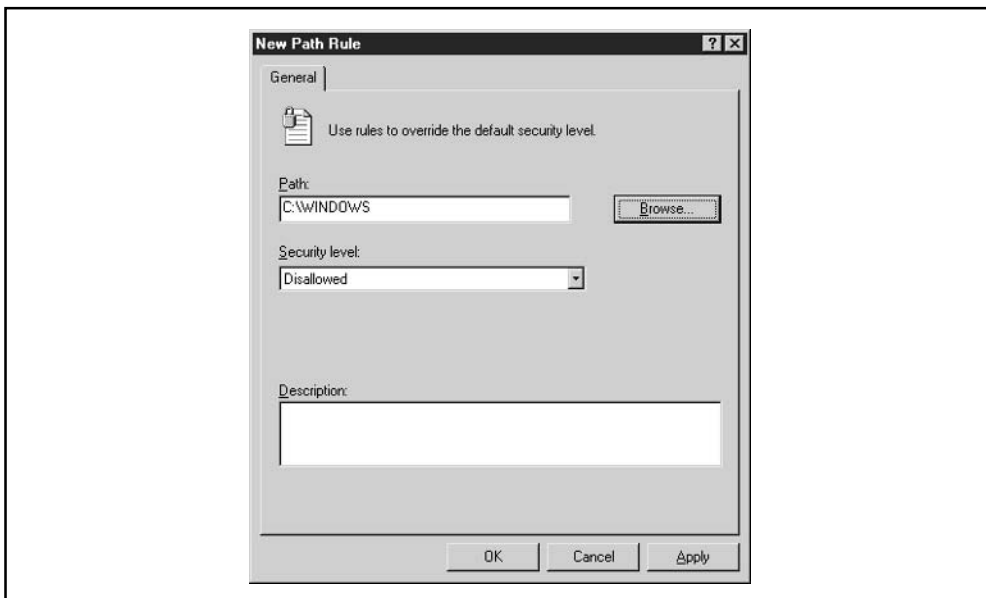 New Path Rule
General
Use rules to override the default security level.
Path:
C:\WINDOWS
Browse...
Security level:
Disallowed
Description:
OK
Cancel
Apply